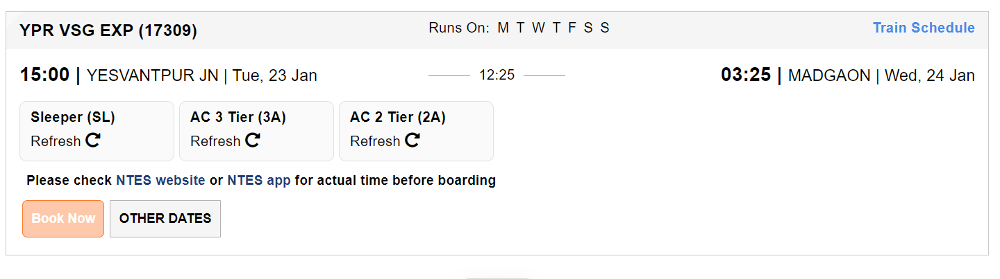 YPR VSG EXP (17309) Runs On: M T W T F S S Train Schedule
15:00 | YESVANTPUR JN | Tue, 23 Jan 12:25 03:25 | MADGAON | Wed, 24 Jan
Sleeper (SL) AC 3 Tier (3A) AC 2 Tier (2A)
Refresh Refresh Refresh
Please check NTES website or NTES app for actual time before boarding
Book Now OTHER DATES